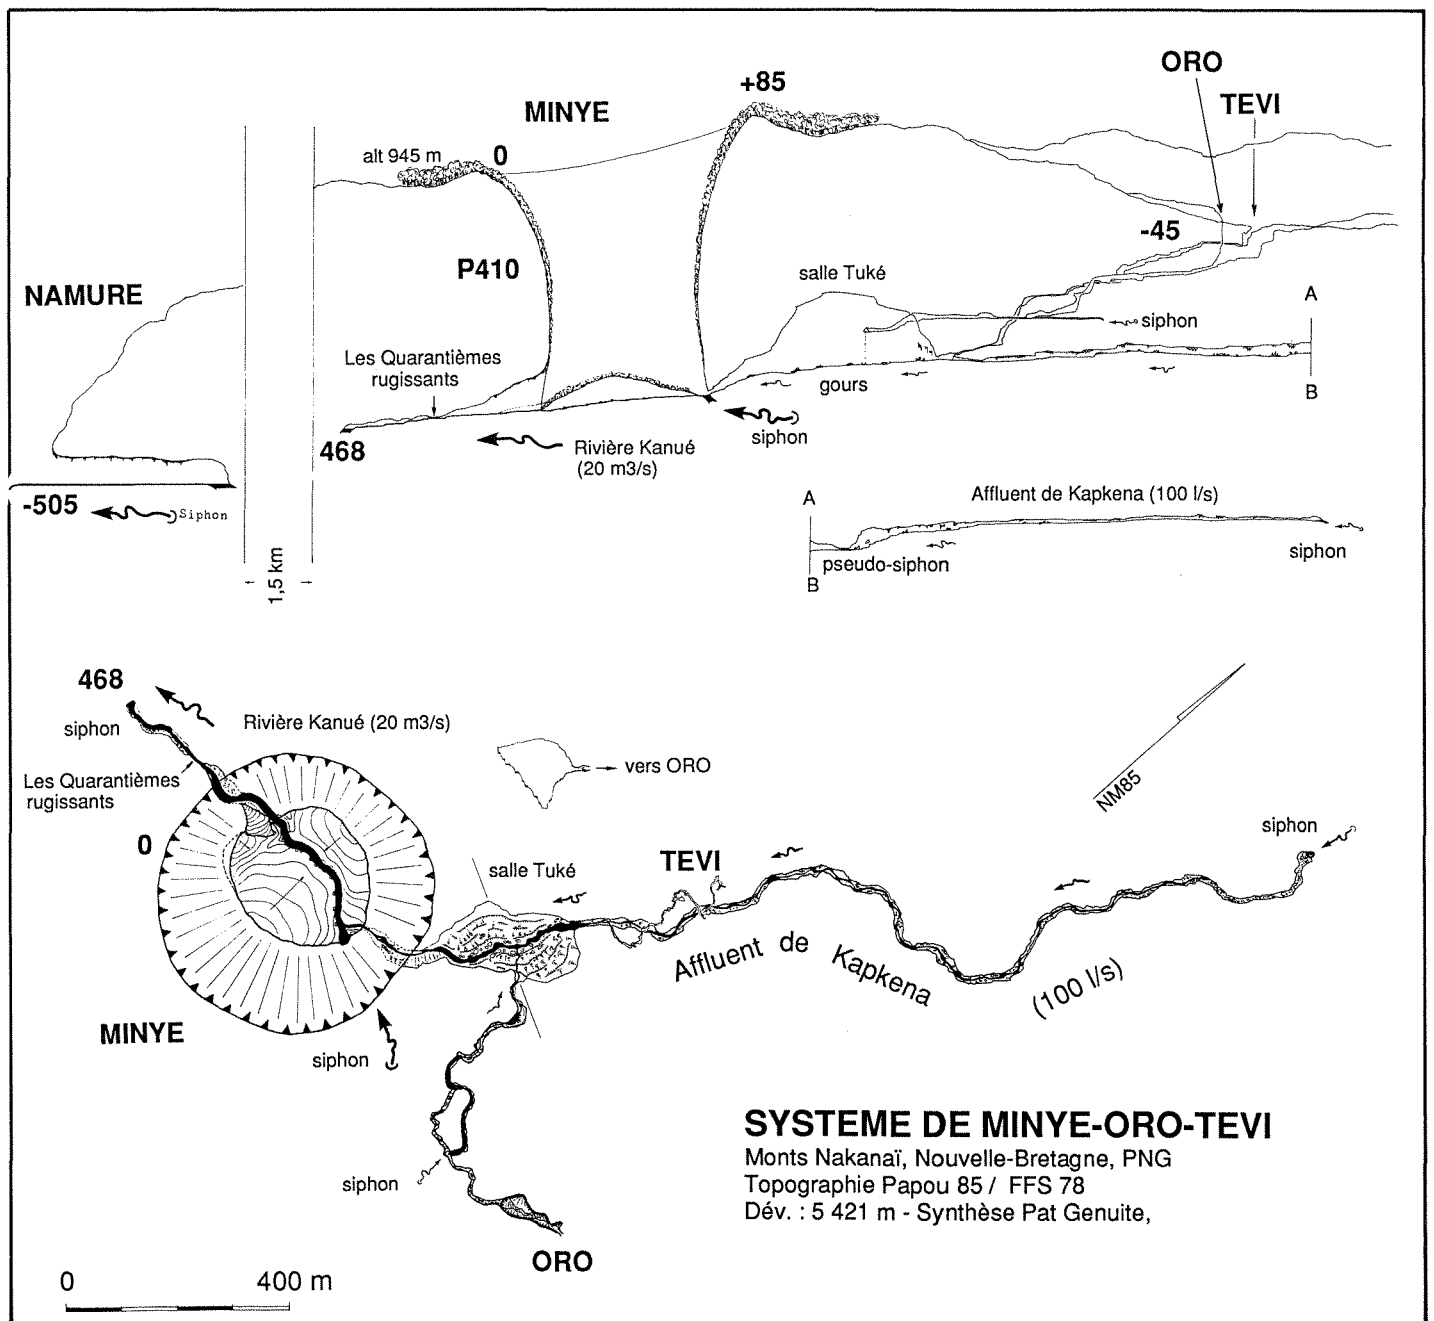 ORO
+85
TEVI
MINYE
alt 945 m
0
-45
P410
salle Tuké
NAMURE
A
siphon
Les Quarantièmes
rugissants
gours
B
468
siphon
Rivière Kanué
(20 m3/s)
-505
Siphon
A
Affluent de Kapkena (100 l/s)
siphon
pseudo-siphon
B
1,5 km
468
siphon
Rivière Kanué (20 m3/s)
vers ORO
Les Quarantièmes
rugissants
NM85
0
siphon
TEVI
salle Tuké
Affluent de Kapkena (100 l/s)
MINYE
siphon
SYSTEME DE MINYE-ORO-TEVI
Monts Nakanaï, Nouvelle-Bretagne, PNG
Topographie Papou 85 / FFS 78
Dév. : 5 421 m - Synthèse Pat Genuite,
siphon
ORO
0
400 m